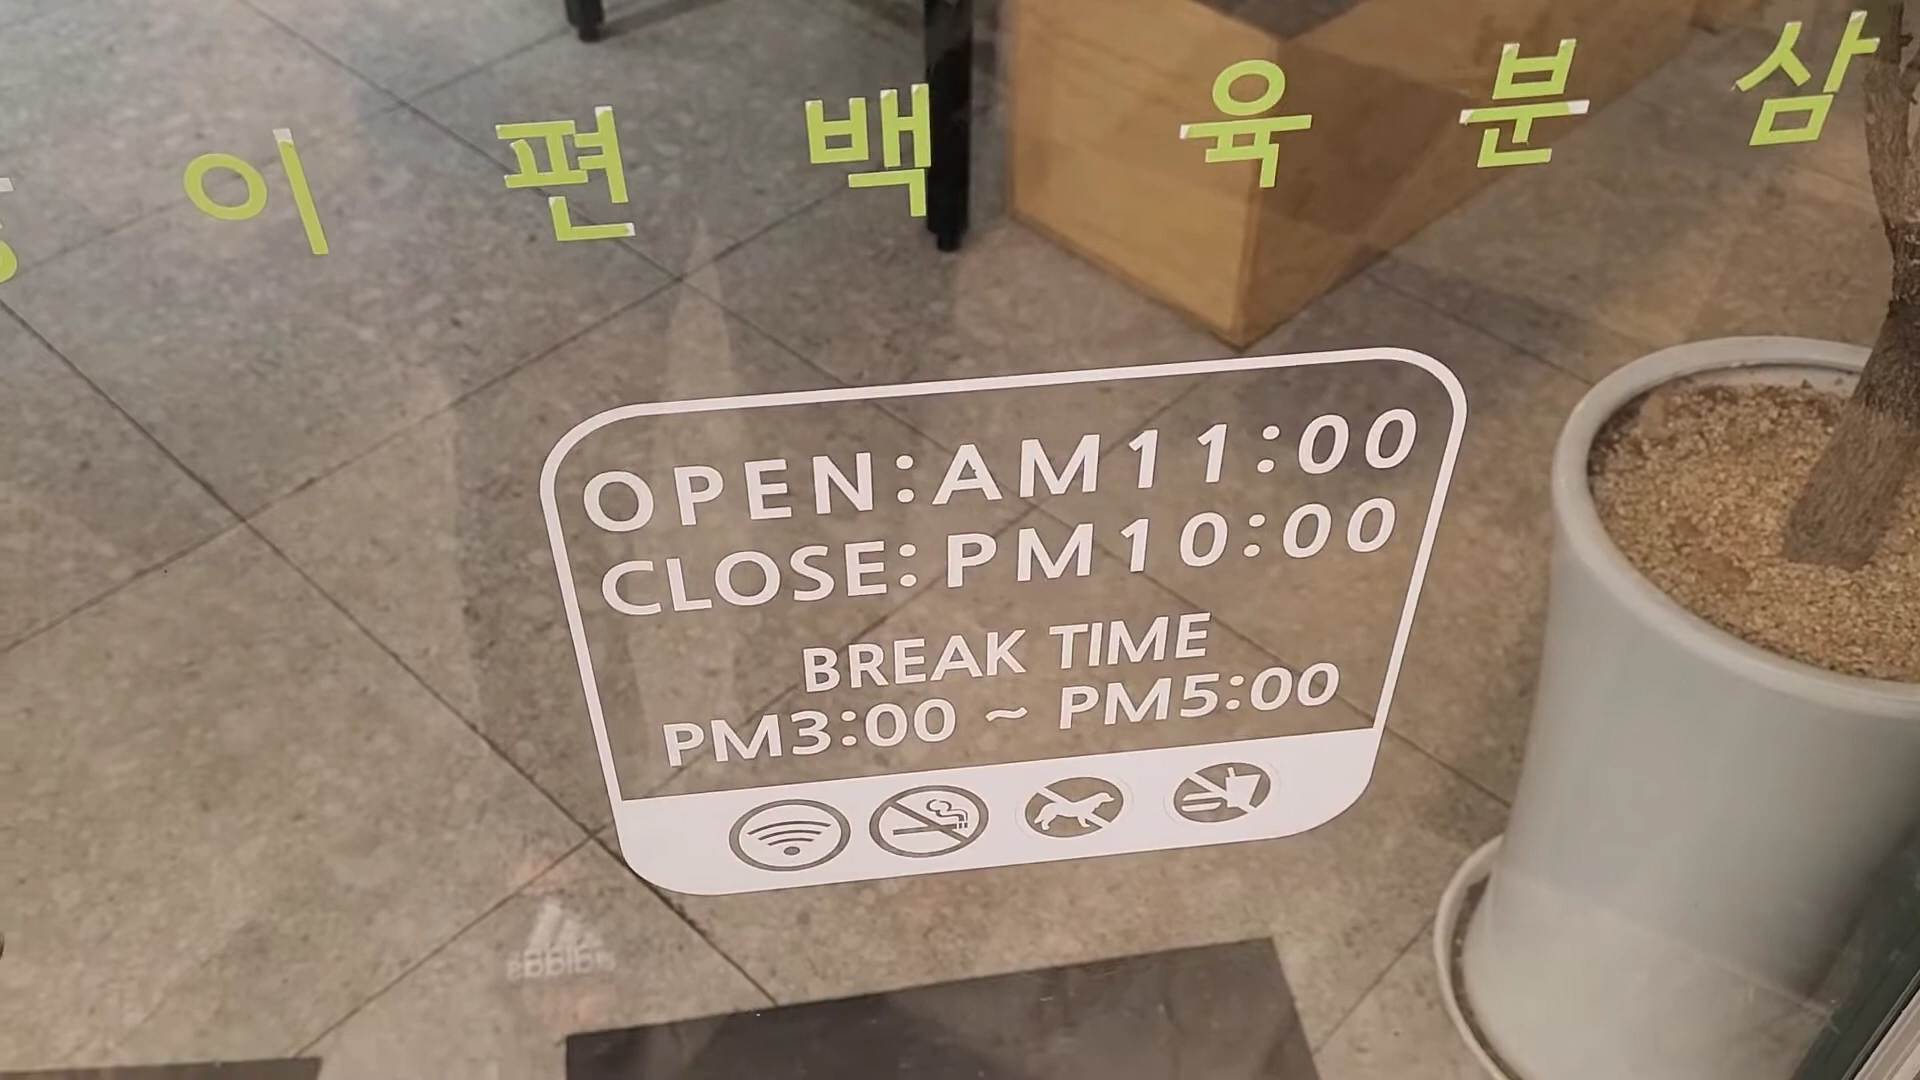 이 편 백 육 분 삼
OPEN:AM11:00
CLOSE:PM10:00
BREAK TIME
PM3:00 ~ PM5:00